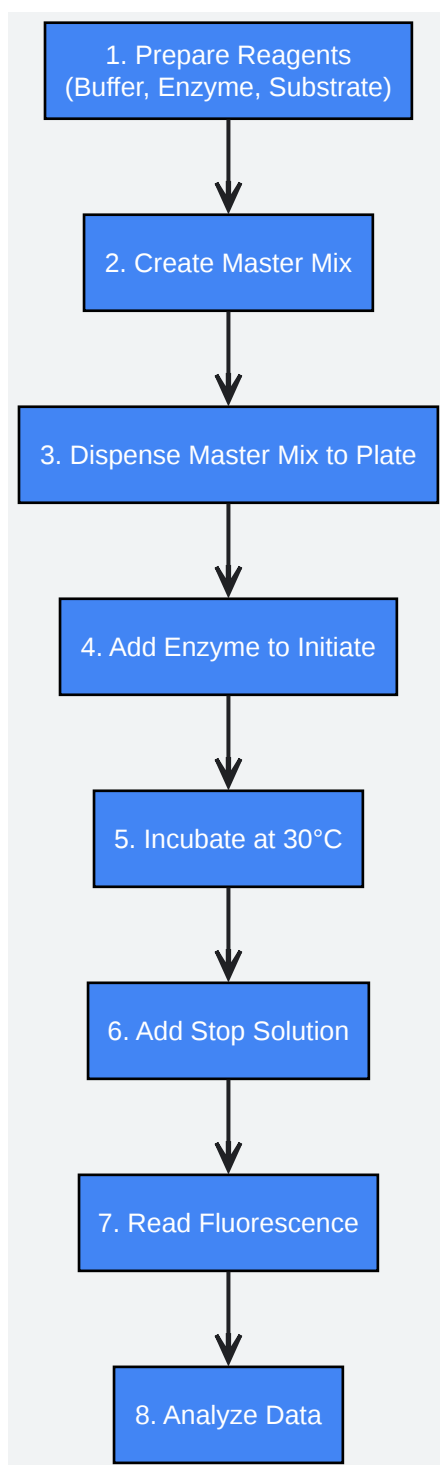 1. Prepare Reagents
(Buffer, Enzyme, Substrate)
2. Create Master Mix
3. Dispense Master Mix to Plate
4. Add Enzyme to Initiate
5. Incubate at 30°C
6. Add Stop Solution
7. Read Fluorescence
8. Analyze Data